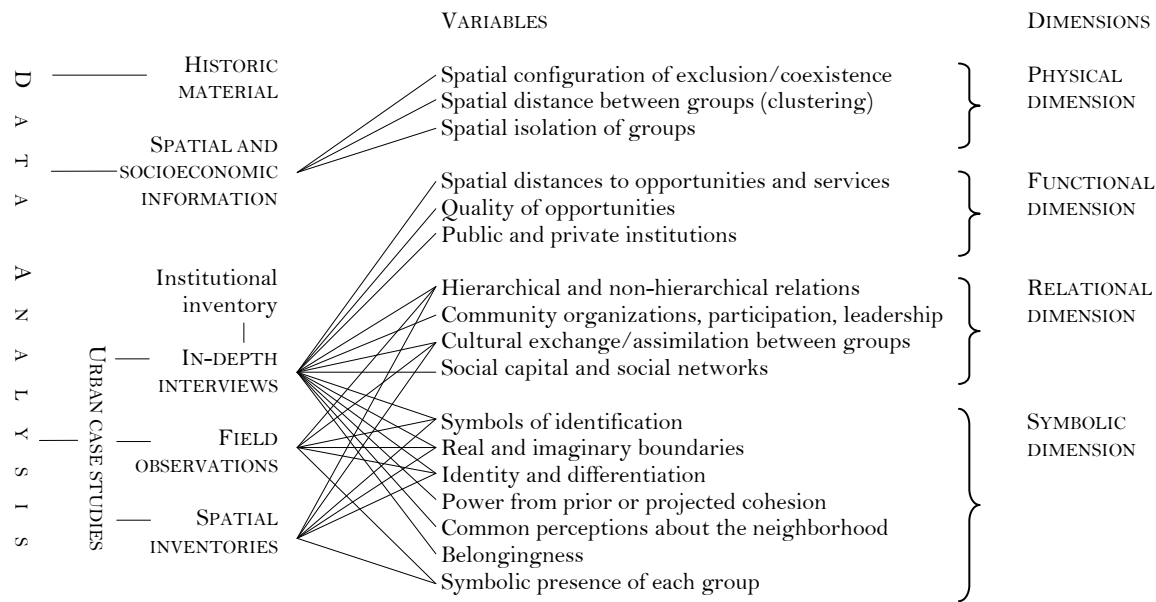 VARIABLES
DIMENSIONS
DATA ANALYSIS
HISTORIC
MATERIAL
SPATIAL AND
SOCIOECONOMIC
INFORMATION
Institutional
inventory
URBAN CASE STUDIES
IN-DEPTH
INTERVIEWS
FIELD
OBSERVATIONS
SPATIAL
INVENTORIES
Spatial configuration of exclusion/coexistence
Spatial distance between groups (clustering)
Spatial isolation of groups
Spatial distances to opportunities and services
Quality of opportunities
Public and private institutions
Hierarchical and non-hierarchical relations
Community organizations, participation, leadership
Cultural exchange/assimilation between groups
Social capital and social networks
Symbols of identification
Real and imaginary boundaries
Identity and differentiation
Power from prior or projected cohesion
Common perceptions about the neighborhood
Belongingness
Symbolic presence of each group
PHYSICAL
DIMENSION
FUNCTIONAL
DIMENSION
RELATIONAL
DIMENSION
SYMBOLIC
DIMENSION